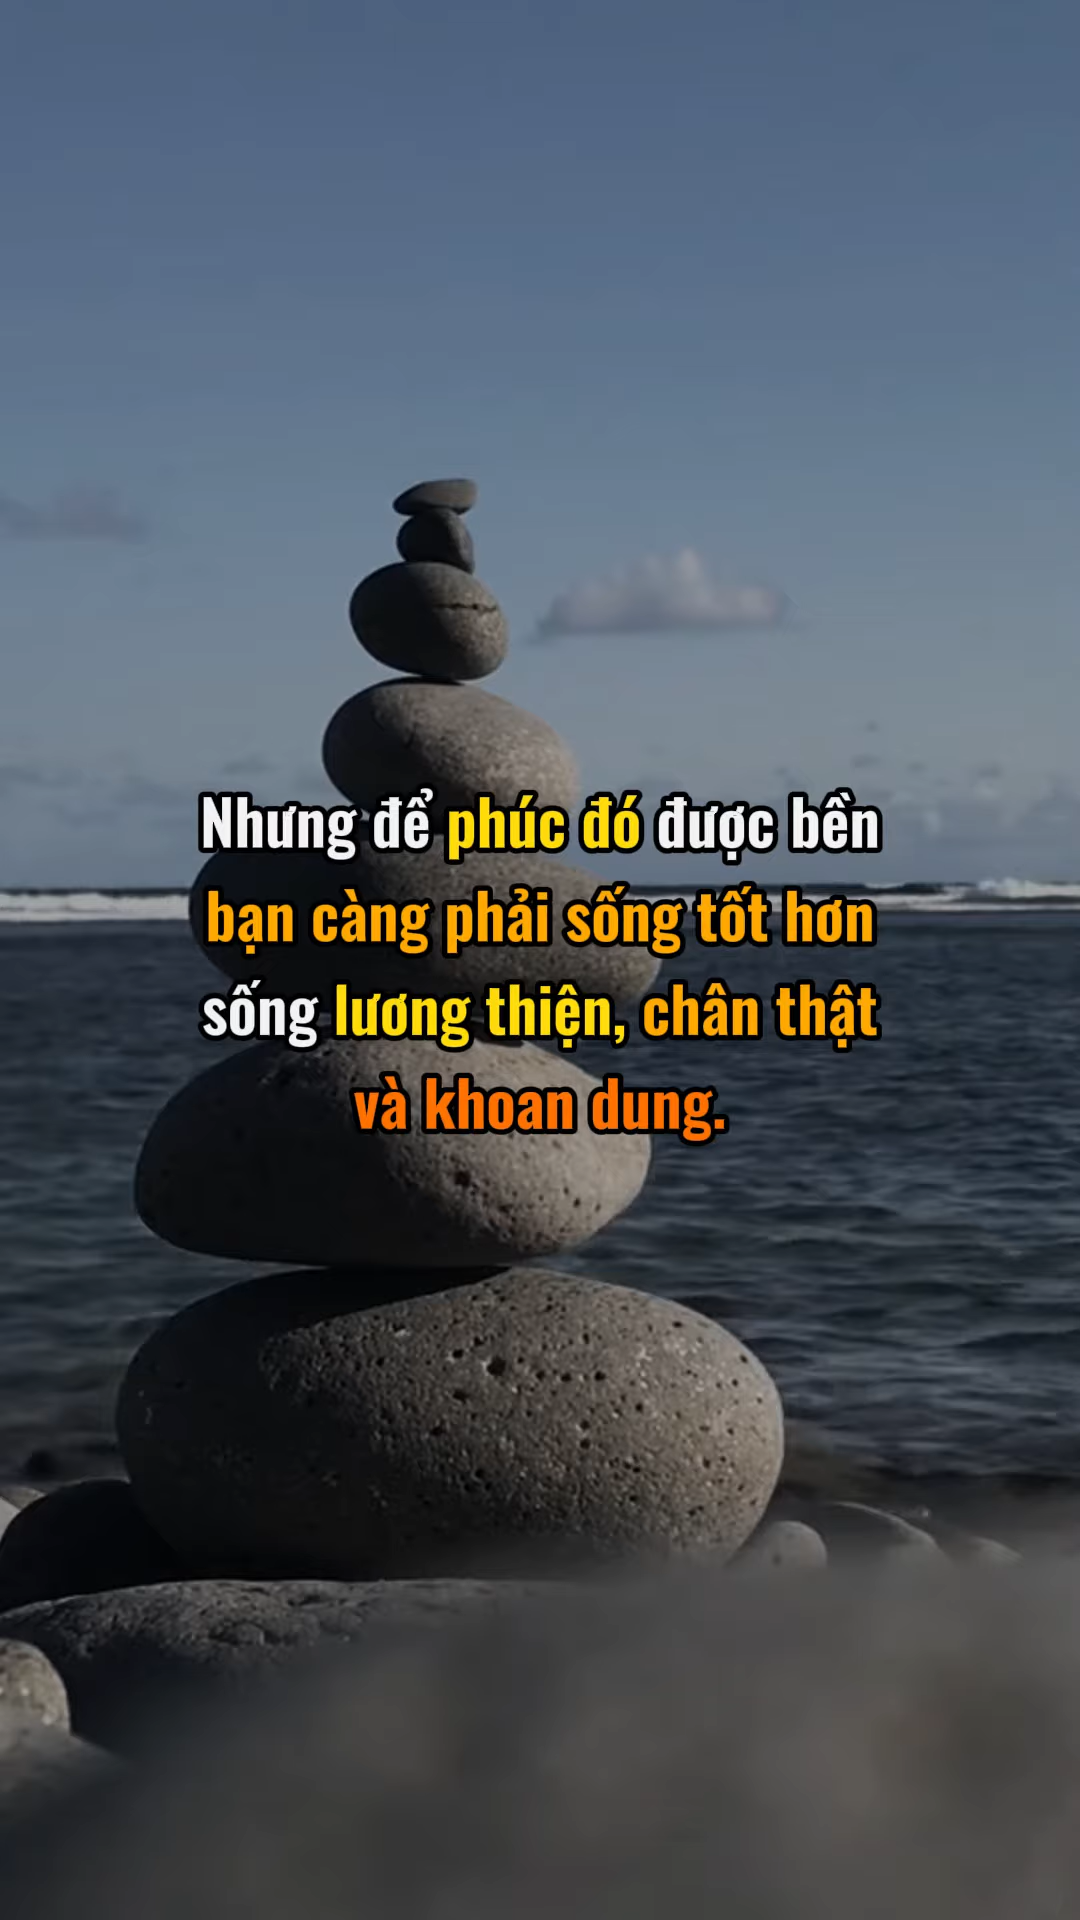 Nhưng để phúc đó được bền
bạn càng phải sống tốt hơn
sống lương thiện, chân thật
và khoan dung.